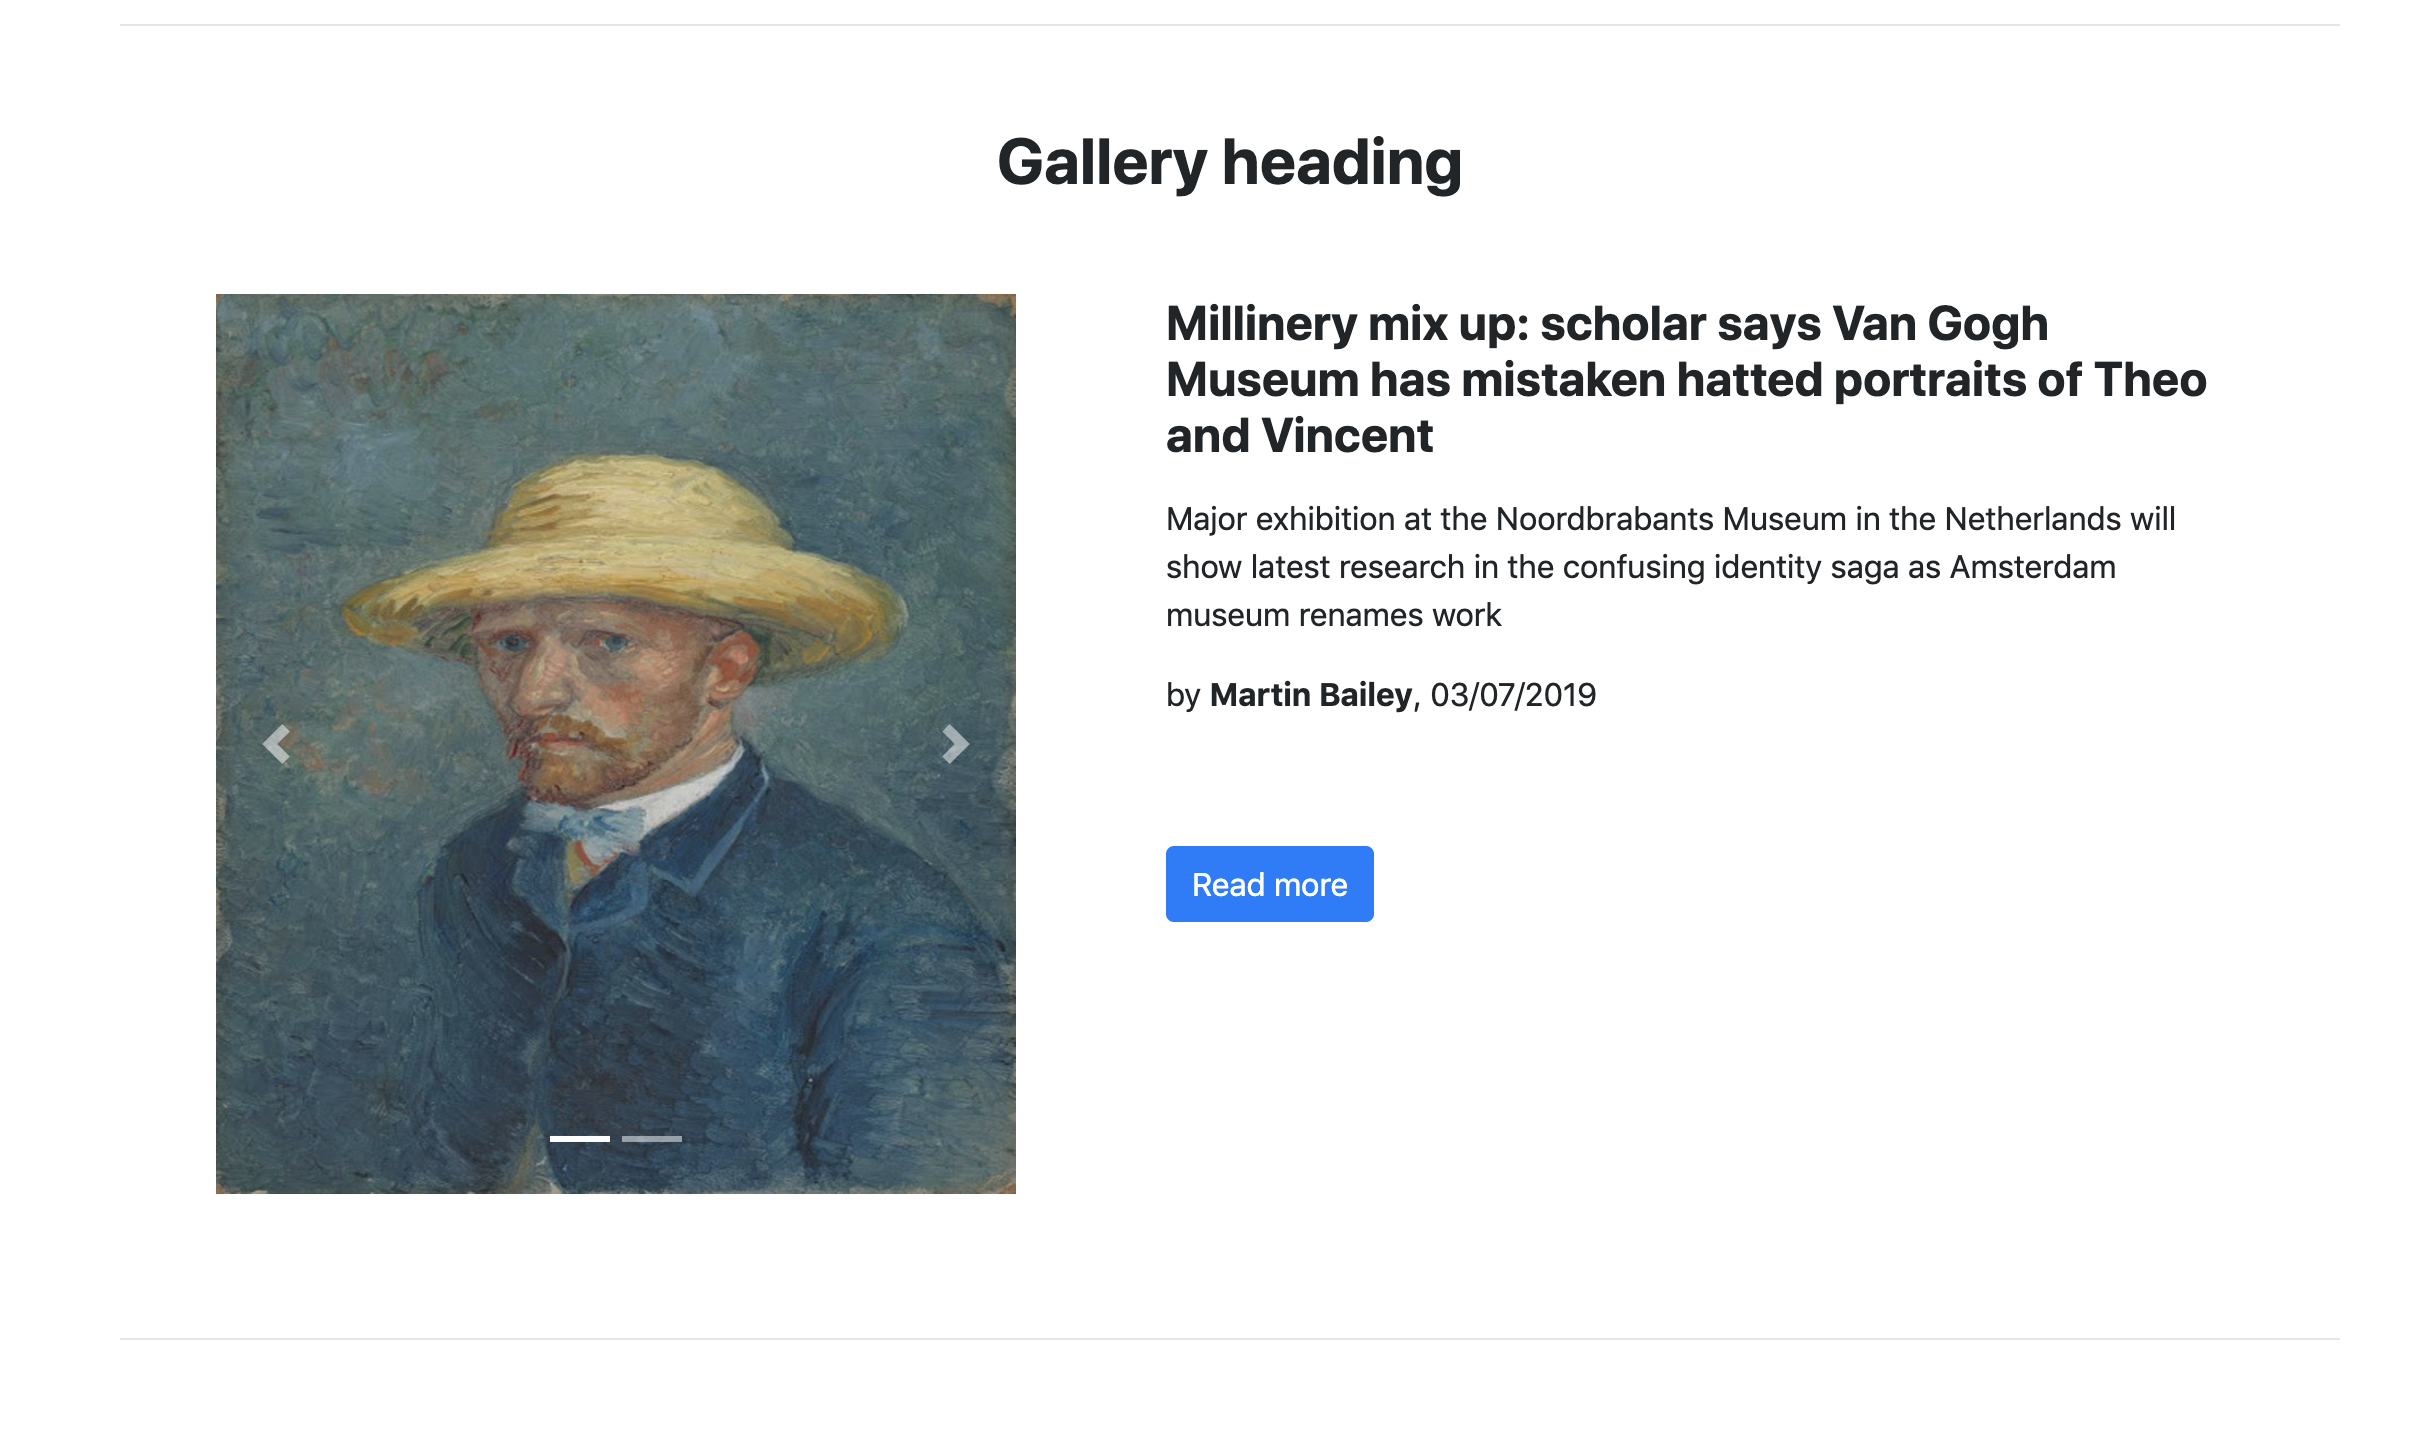 Gallery heading
Millinery mix up: scholar says Van Gogh
Museum has mistaken hatted portraits of Theo
and Vincent
Major exhibition at the Noordbrabants Museum in the Netherlands will
show latest research in the confusing identity saga as Amsterdam
museum renames work
by Martin Bailey, 03/07/2019
Read more